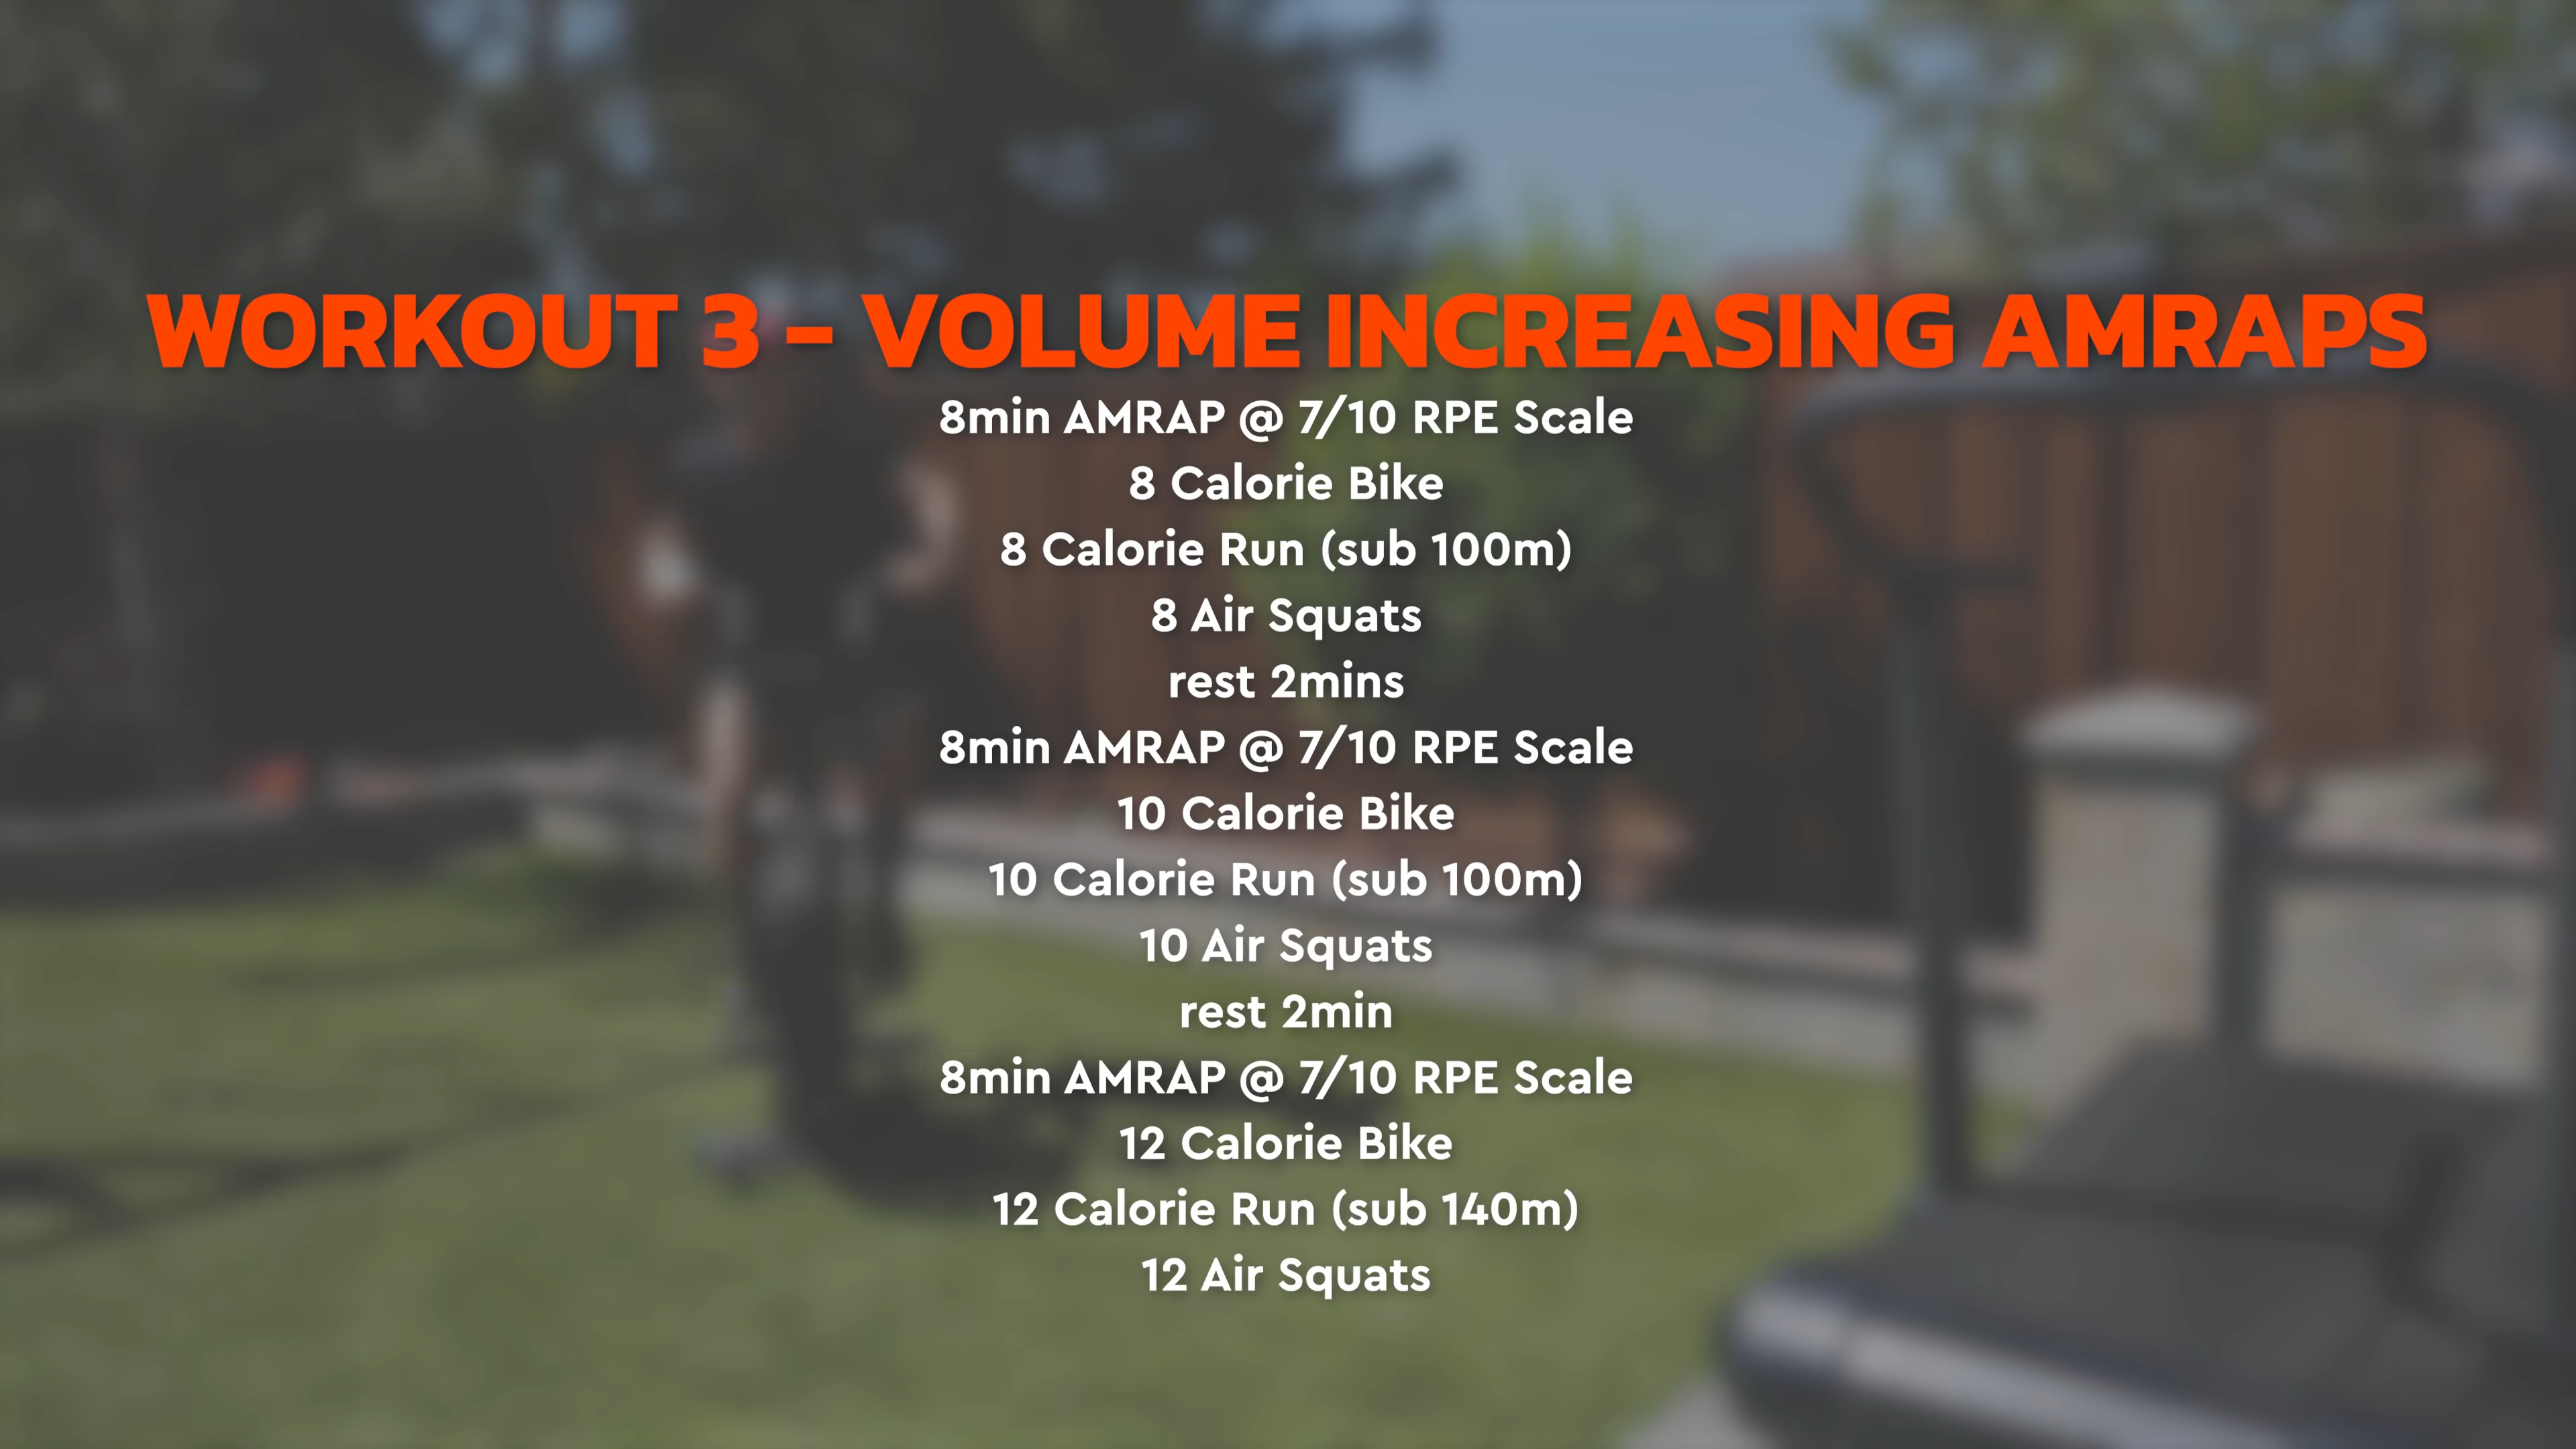 WORKOUT 3 - VOLUME INCREASING AMRAPS
8min AMRAP @ 7/10 RPE Scale
8 Calorie Bike
8 Calorie Run (sub 100m)
8 Air Squats
rest 2mins
8min AMRAP @ 7/10 RPE Scale
10 Calorie Bike
10 Calorie Run (sub 100m)
10 Air Squats
rest 2min
8min AMRAP @ 7/10 RPE Scale
12 Calorie Bike
12 Calorie Run (sub 140m)
12 Air Squats